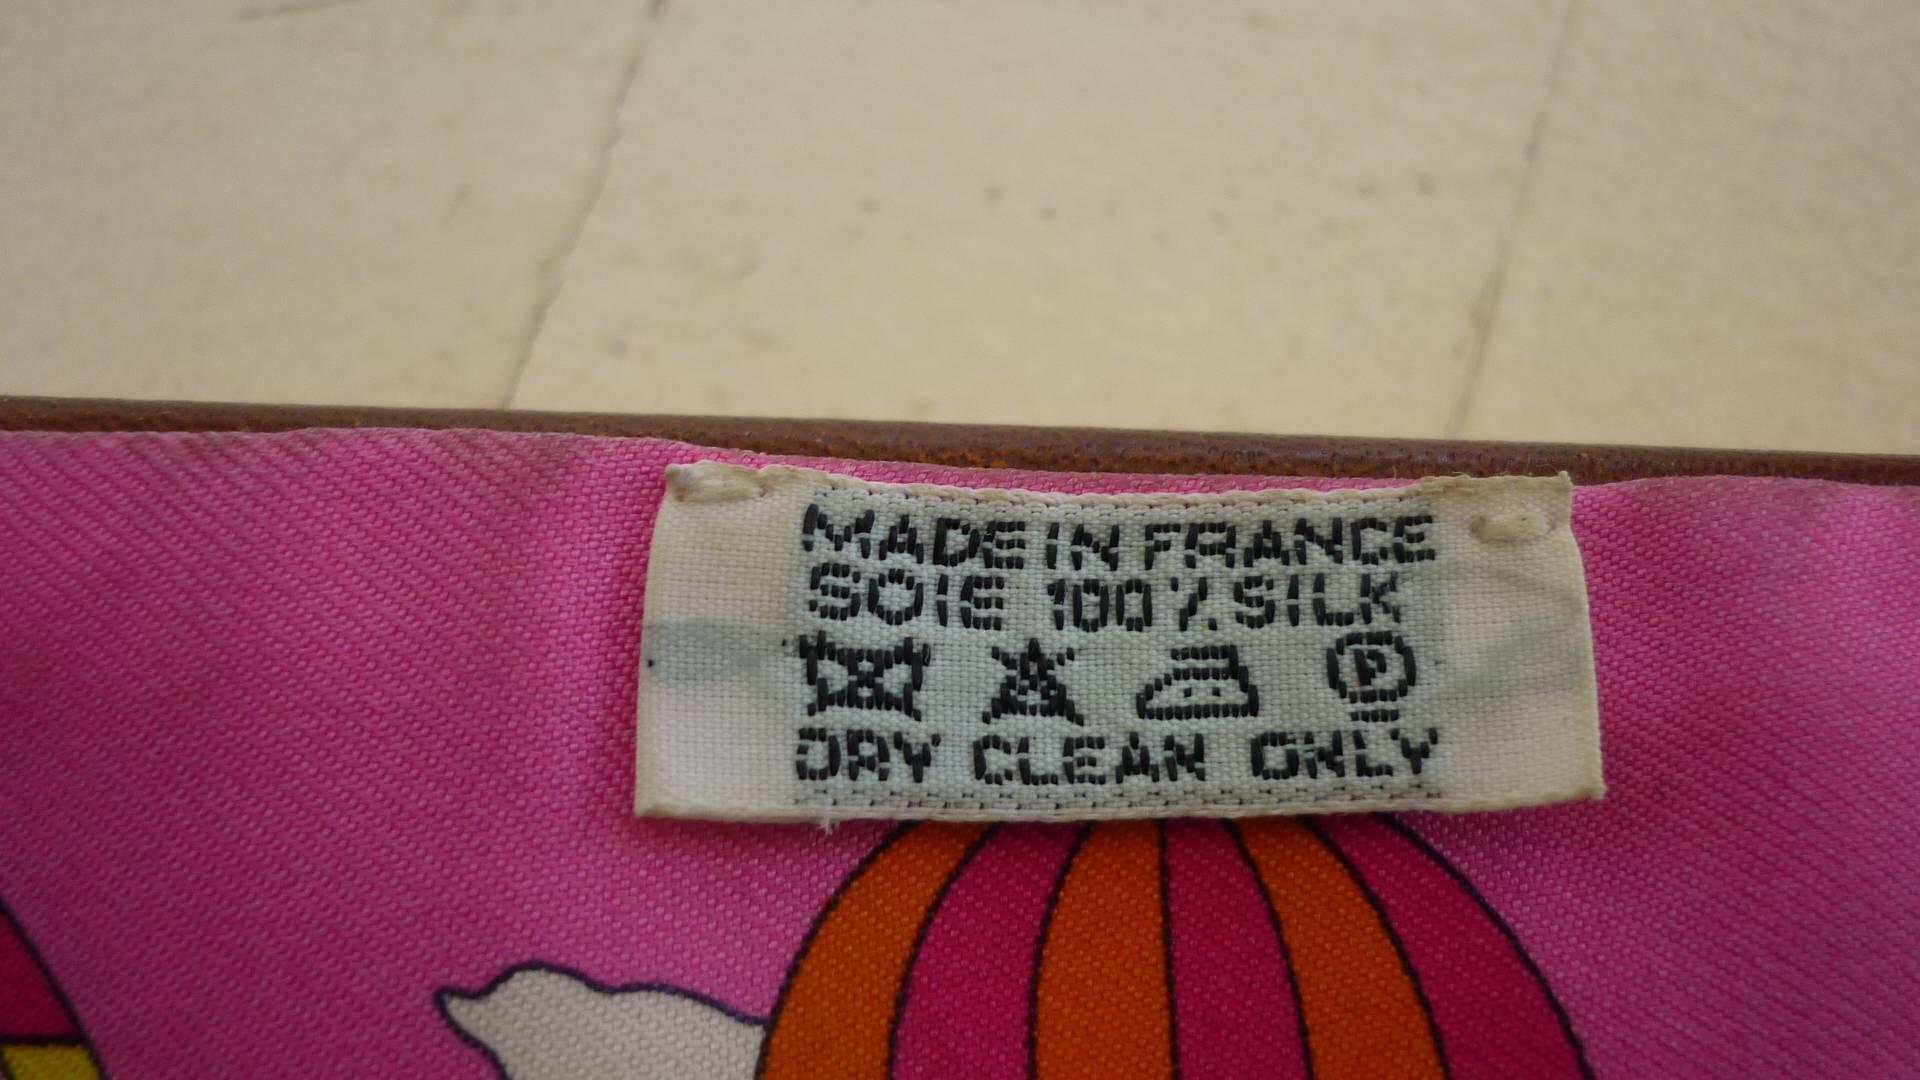 MADE IN FRANCE
SOIE 100% SILK
P
DRY CLEAN ONLY